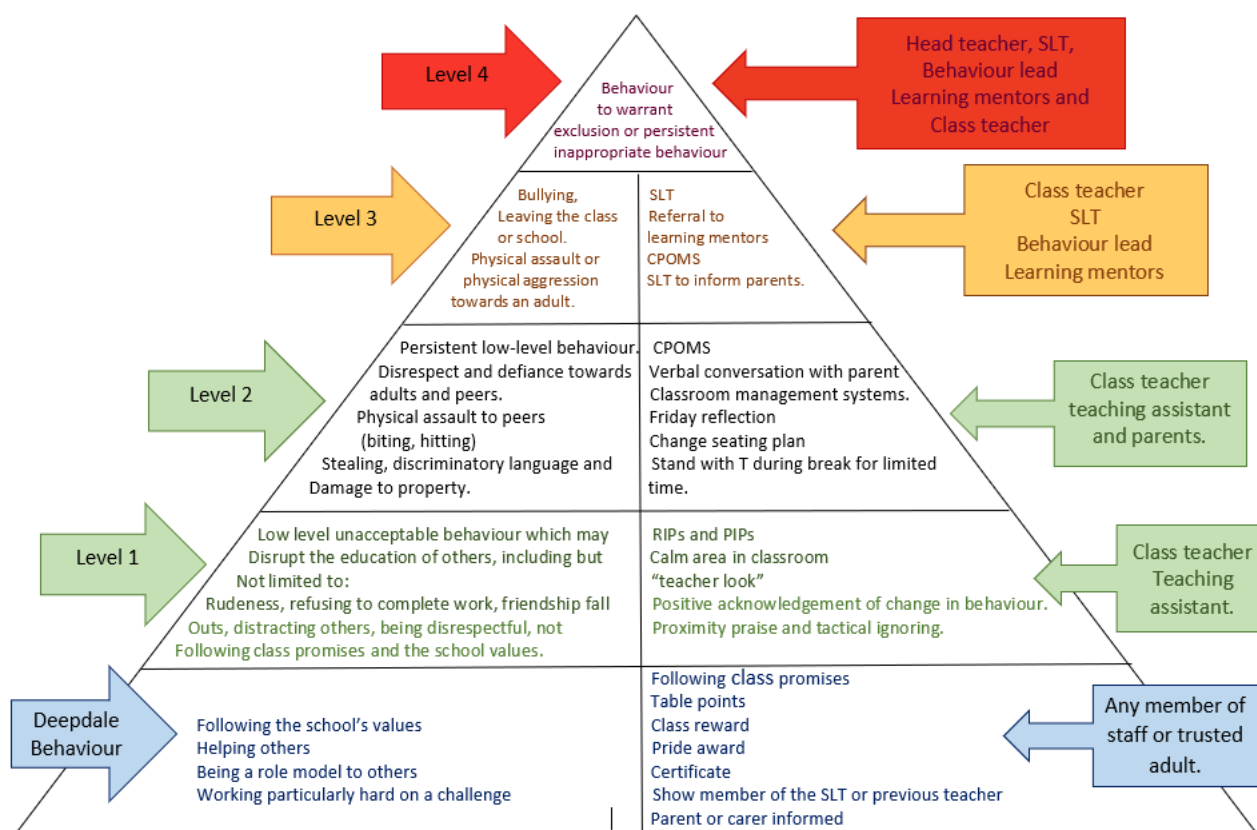 Level 4
Behaviour
to warrant
exclusion or persistent
inappropriate behaviour
Head teacher, SLT,
Behaviour lead
Learning mentors and
Class teacher
Level 3
Bullying,
Leaving the class
or school.
Physical assault or
physical aggression
towards an adult.
SLT
Referral to
learning mentors
CPOMS
SLT to inform parents.
Class teacher
SLT
Behaviour lead
Learning mentors
Level 2
Persistent low-level behaviour.
Disrespect and defiance towards
adults and peers.
Physical assault to peers
(biting, hitting)
Stealing, discriminatory language and
Damage to property.
CPOMS
Verbal conversation with parent
Classroom management systems.
Friday reflection
Change seating plan
Stand with T during break for limited
time.
Class teacher
teaching assistant
and parents.
Level 1
Low level unacceptable behaviour which may
Disrupt the education of others, including but
Not limited to:
Rudeness, refusing to complete work, friendship fall
Outs, distracting others, being disrespectful, not
Following class promises and the school values.
RIPs and PIPs
Calm area in classroom
“teacher look”
Positive acknowledgement of change in behaviour.
Proximity praise and tactical ignoring.
Class teacher
Teaching
assistant.
Deepdale
Behaviour
Following the school’s values
Helping others
Being a role model to others
Working particularly hard on a challenge
Following class promises
Table points
Class reward
Pride award
Certificate
Show member of the SLT or previous teacher
Parent or carer informed
Any member of
staff or trusted
adult.